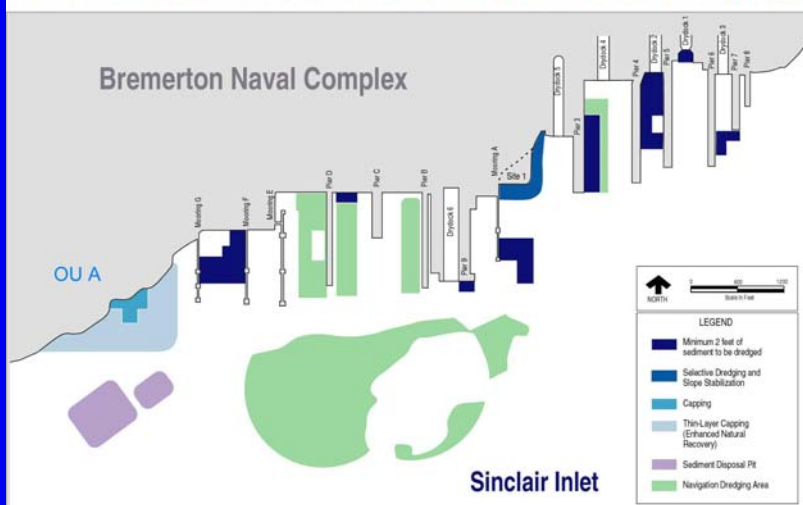 Bremerton Naval Complex
Drydock 5
Drydock 4
Drydock 2
Drydock 1
Drydock 3
Pier 3
Pier 4
Pier 5
Pier 6
Pier 7
Pier 8
Mooring A
Site 1
Mooring G
Mooring F
Mooring E
Pier D
Pier C
Pier B
Drydock 6
Pier 9
OU A
NORTH
0 600 1200
Scale in Feet
LEGEND
Minimum 2 feet of
sediment to be dredged
Selective Dredging and
Slope Stabilization
Capping
Thin-Layer Capping
(Enhanced Natural
Recovery)
Sediment Disposal Pit
Navigation Dredging Area
Sinclair Inlet